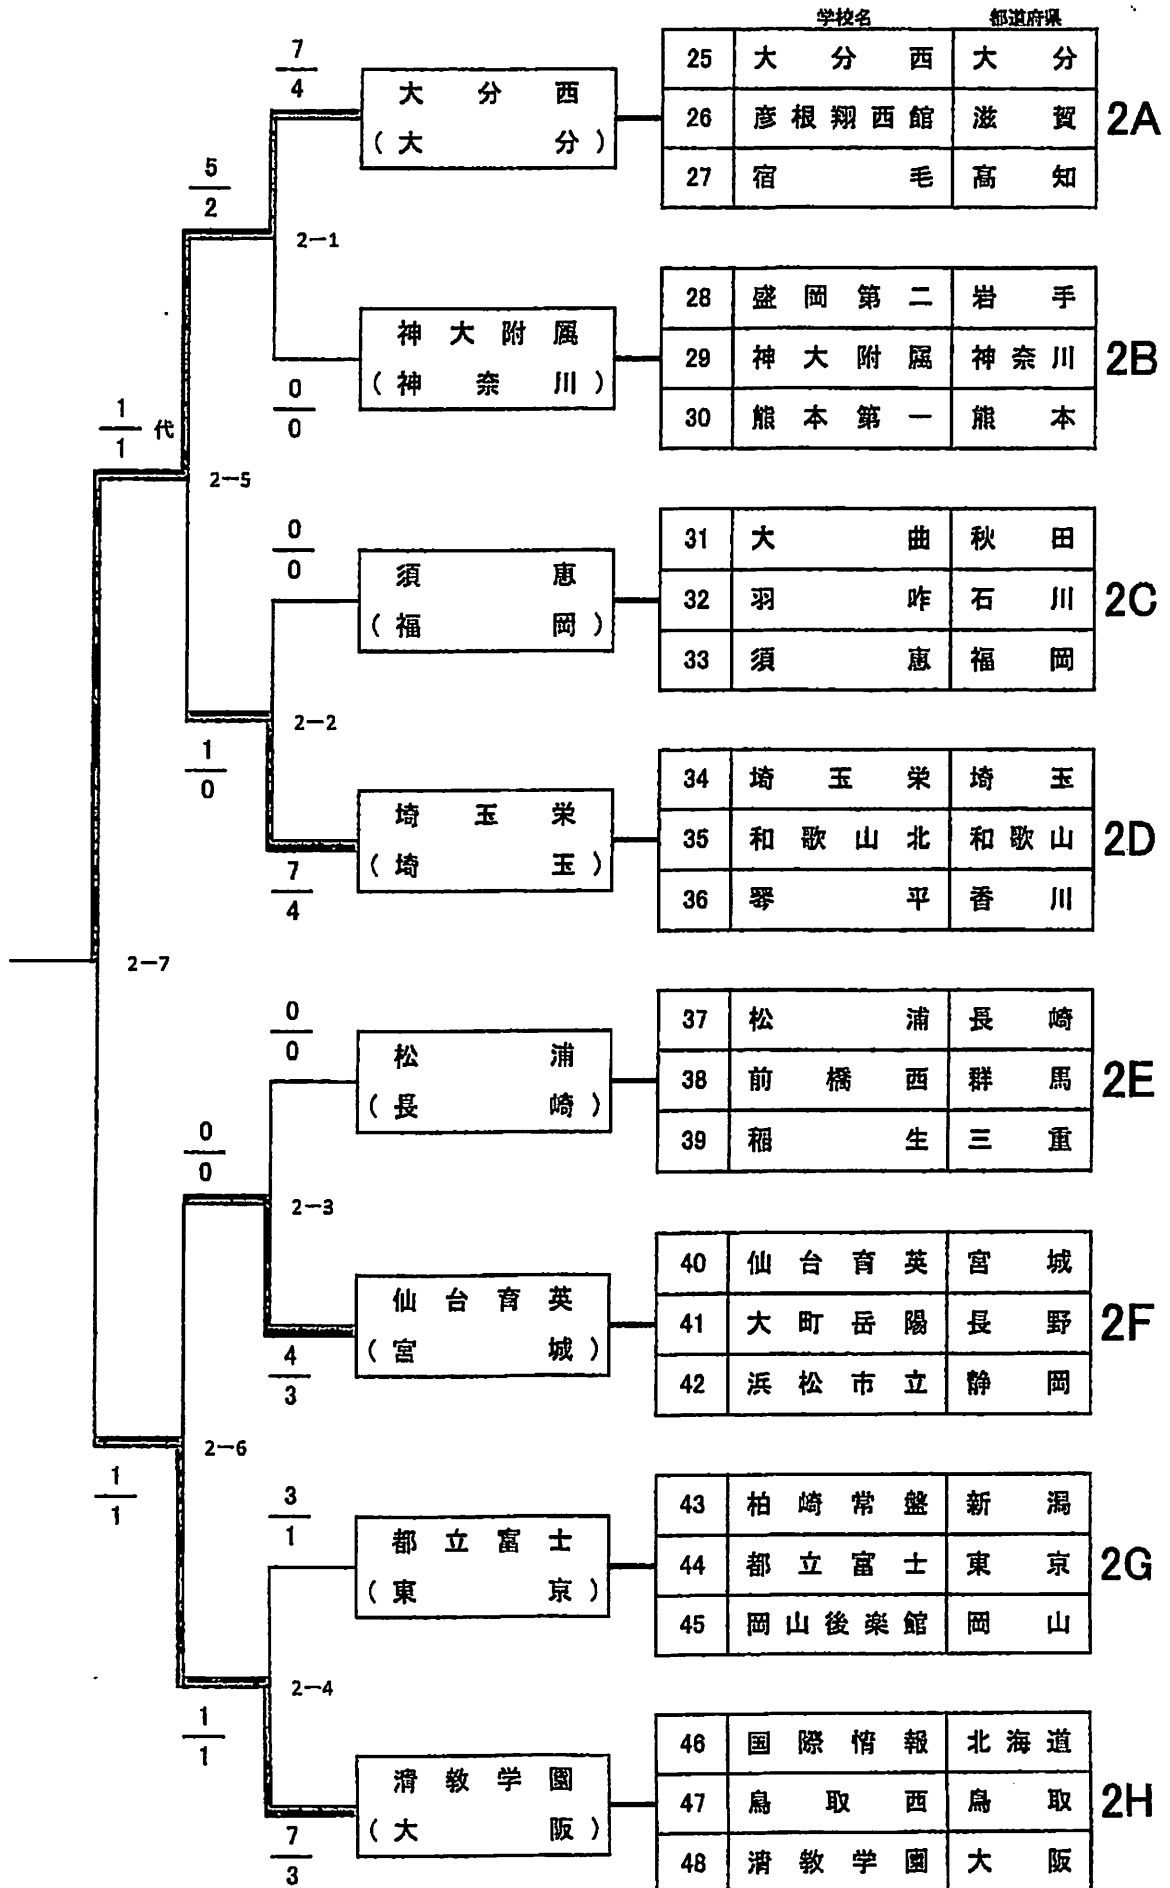 学校名 都道府県
25 大分西 大分
26 彦根翔西館 滋賀
27 宿毛 高知
2A
28 盛岡第二 岩手
29 神大附属 神奈川
30 熊本第一 熊本
2B
31 大曲 秋田
32 羽咋 石川
33 須恵 福岡
2C
34 埼玉栄 埼玉
35 和歌山北 和歌山
36 琴平 香川
2D
37 松浦 長崎
38 前橋西 群馬
39 稲生 三重
2E
40 仙台育英 宮城
41 大町岳陽 長野
42 浜松市立 静岡
2F
43 柏崎常盤 新潟
44 都立富士 東京
45 岡山後楽館 岡山
2G
46 国際情報 北海道
47 鳥取西 鳥取
48 清教学園 大阪
2H
7
4
大分西
(大分)
5
2
2-1
神大附属
(神奈川)
0
0
1
1
代
2-5
0
0
須恵
(福岡)
2-2
1
0
埼玉栄
(埼玉)
7
4
2-7
0
0
松浦
(長崎)
0
0
2-3
仙台育英
(宮城)
4
3
2-6
1
1
3
1
都立富士
(東京)
2-4
1
1
清教学園
(大阪)
7
3